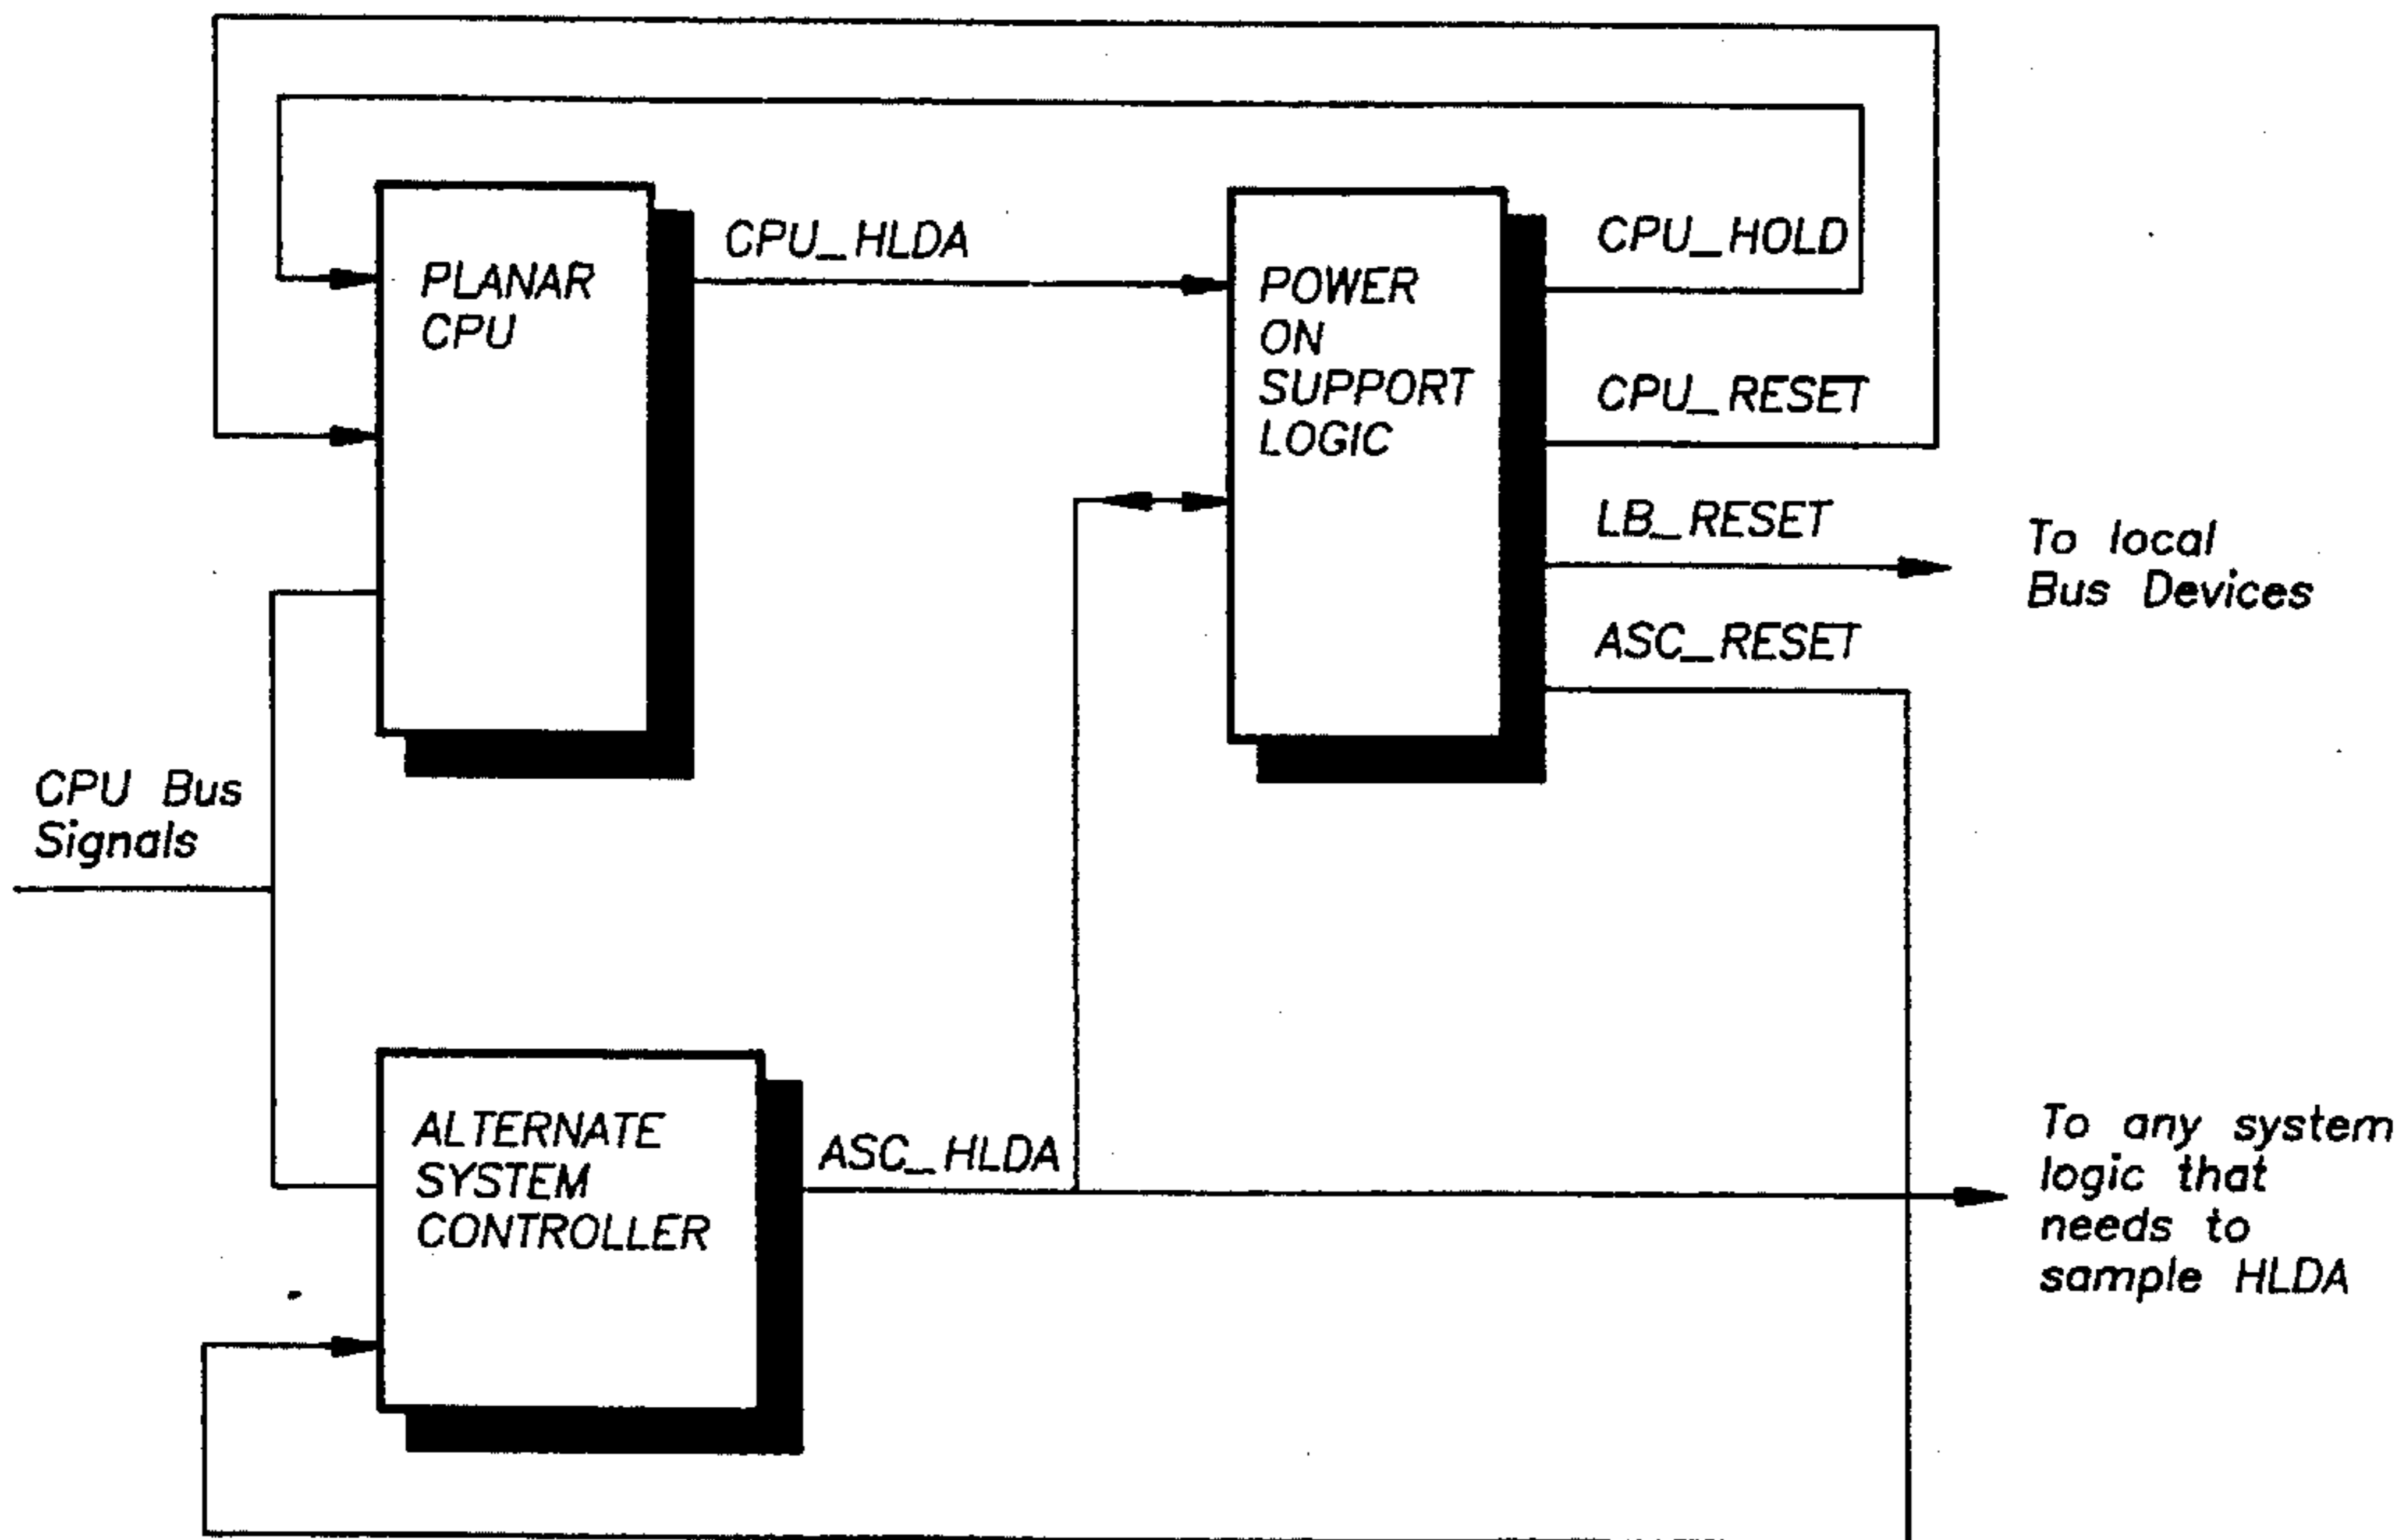 CPU_HLDA
CPU_HOLD
PLANAR
CPU
POWER
ON
SUPPORT
LOGIC
CPU_RESET
LB_RESET
To local
Bus Devices
ASC_RESET
CPU Bus
Signals
ALTERNATE
SYSTEM
CONTROLLER
ASC_HLDA
To any system
logic that
needs to
sample HLDA